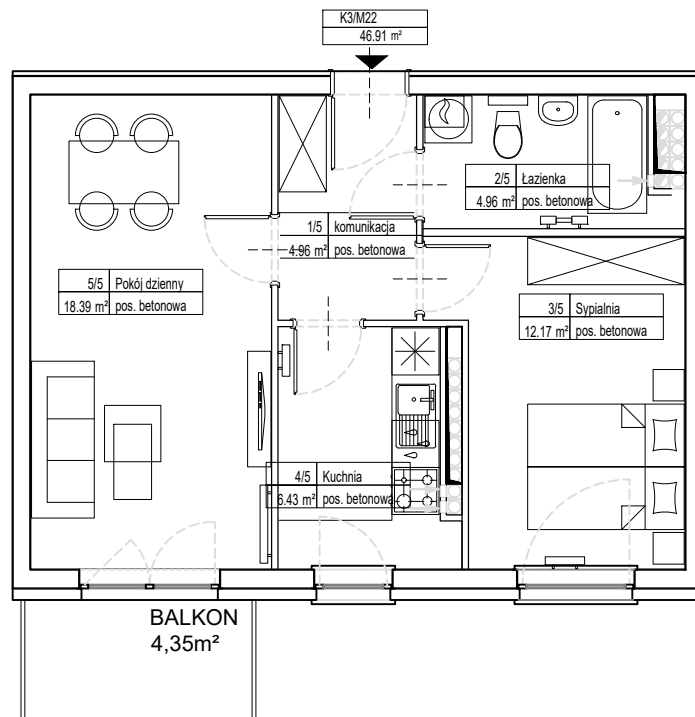 K3/M22
46.91 m²
2/5 Łazienka
4.96 m² pos. betonowa
1/5 komunikacja
4.96 m² pos. betonowa
5/5 Pokój dzienny
18.39 m² pos. betonowa
3/5 Sypialnia
12.17 m² pos. betonowa
4/5 Kuchnia
6.43 m² pos. betonowa
BALKON
4,35m²